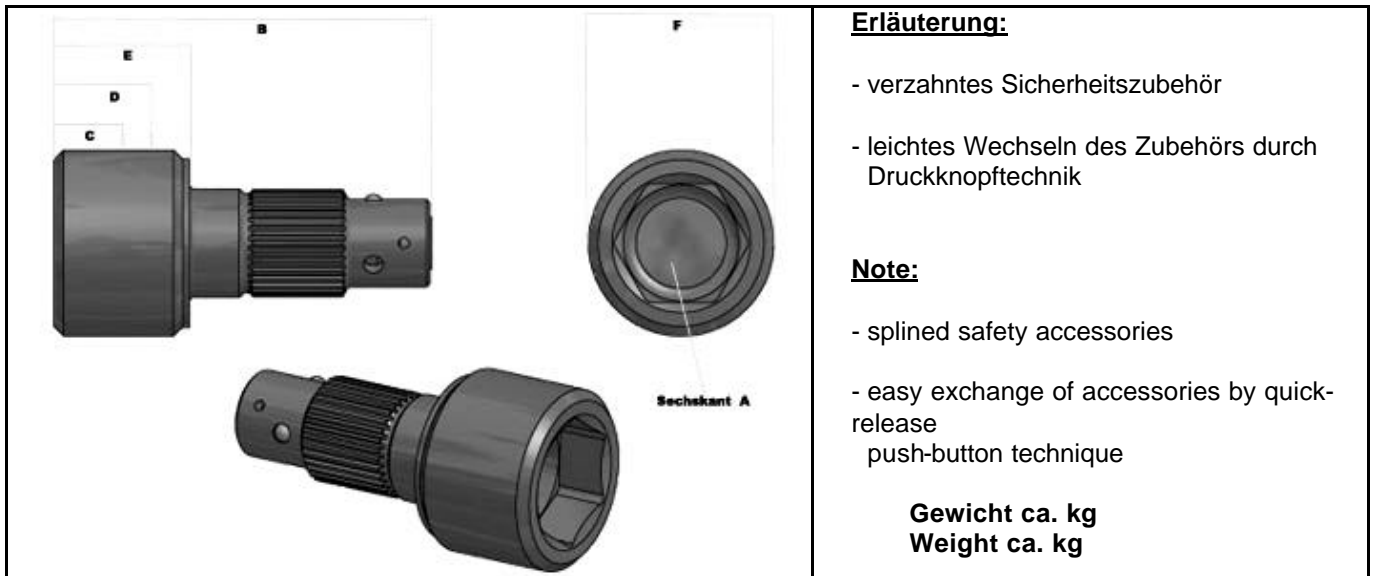 B
F
E
D
C
Sechskant A
Erläuterung:
- verzahntes Sicherheitszubehör
- leichtes Wechseln des Zubehörs durch
Druckknopftechnik
Note:
- splined safety accessories
- easy exchange of accessories by quick-
release
push-button technique
Gewicht ca. kg
Weight ca. kg